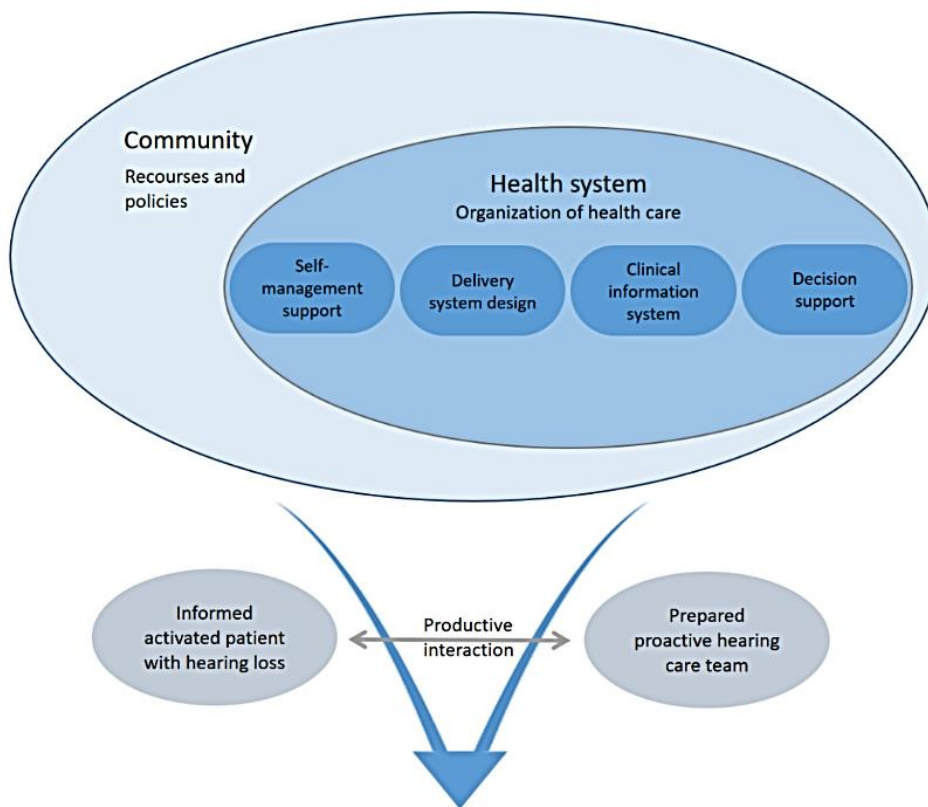 Community
Recourses and
policies
Health system
Organization of health care
Self-
management
support
Delivery
system design
Clinical
information
system
Decision
support
Informed
activated patient
with hearing loss
Productive
interaction
Prepared
proactive hearing
care team